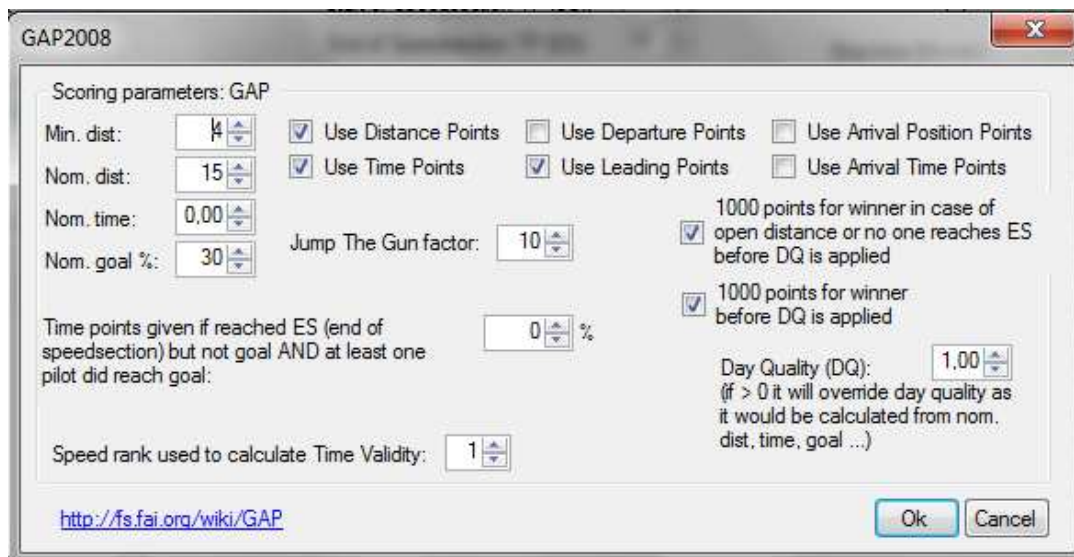 GAP2008
Scoring parameters: GAP
Min. dist: 4
Use Distance Points
Use Departure Points
Use Arrival Position Points
Nom. dist: 15
Use Time Points
Use Leading Points
Use Arrival Time Points
Nom. time: 0,00
Nom. goal %: 30
Jump The Gun factor: 10
1000 points for winner in case of
open distance or no one reaches ES
before DQ is applied
1000 points for winner
before DQ is applied
Time points given if reached ES (end of
speedsection) but not goal AND at least one
pilot did reach goal:
0 %
Day Quality (DQ): 1,00
(if > 0 it will override day quality as
it would be calculated from nom.
dist, time, goal ...)
Speed rank used to calculate Time Validity: 1
http://fs.fai.org/wiki/GAP
Ok
Cancel